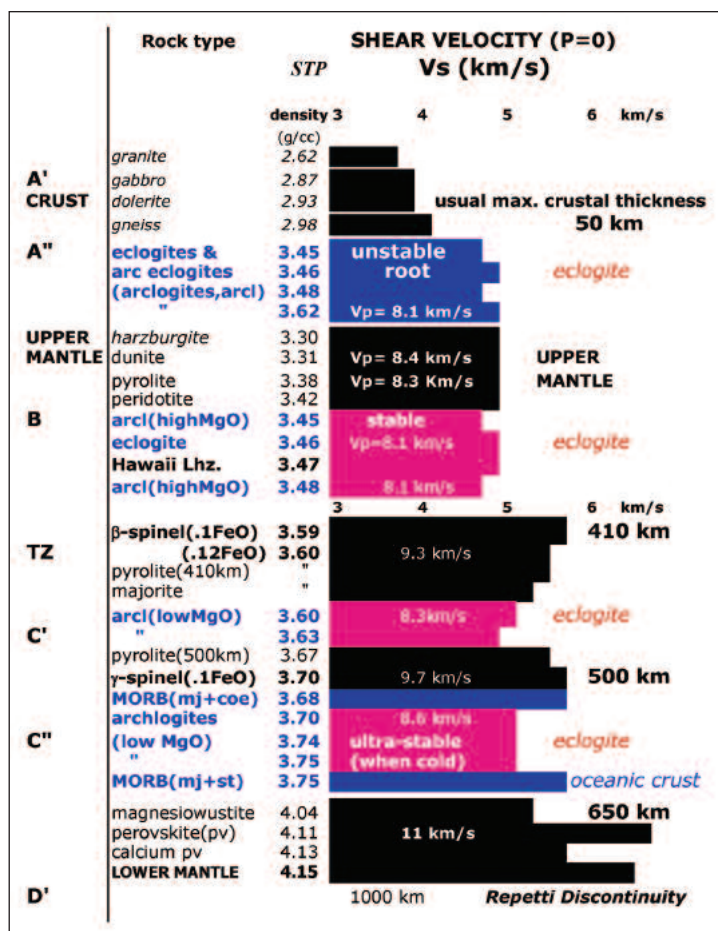 Rock type SHEAR VELOCITY (P=0)
STP Vs (km/s)
density 3 4 5 6 km/s
(g/cc)
granite 2.62
A' gabbro 2.87
CRUST dolerite 2.93 usual max. crustal thickness
gneiss 2.98 50 km
A" eclogites & 3.45 unstable
arc eclogites 3.46 root eclogite
(arclogites,arcl) 3.48
" 3.62 Vp= 8.1 km/s
UPPER harzburgite 3.30
MANTLE dunite 3.31 Vp= 8.4 km/s UPPER
pyrolite 3.38 Vp= 8.3 Km/s MANTLE
peridotite 3.42
B arcl(highMgO) 3.45 stable
eclogite 3.46 Vp=8.1 km/s eclogite
Hawaii Lhz. 3.47
arcl(highMgO) 3.48 8.1 km/s
3 4 5 6 km/s
β-spinel(.1FeO) 3.59 410 km
TZ (.12FeO) 3.60 9.3 km/s
pyrolite(410km) "
majorite "
arcl(lowMgO) 3.60 8.3km/s eclogite
C' " 3.63
pyrolite(500km) 3.67
γ-spinel(.1FeO) 3.70 9.7 km/s 500 km
MORB(mj+coe) 3.68
archlogites 3.70 8.6 km/s
C" (low MgO) 3.74 ultra-stable eclogite
" 3.75 (when cold)
MORB(mj+st) 3.75 oceanic crust
magnesiowustite 4.04 650 km
perovskite(pv) 4.11 11 km/s
calcium pv 4.13
LOWER MANTLE 4.15
D' 1000 km Repetti Discontinuity